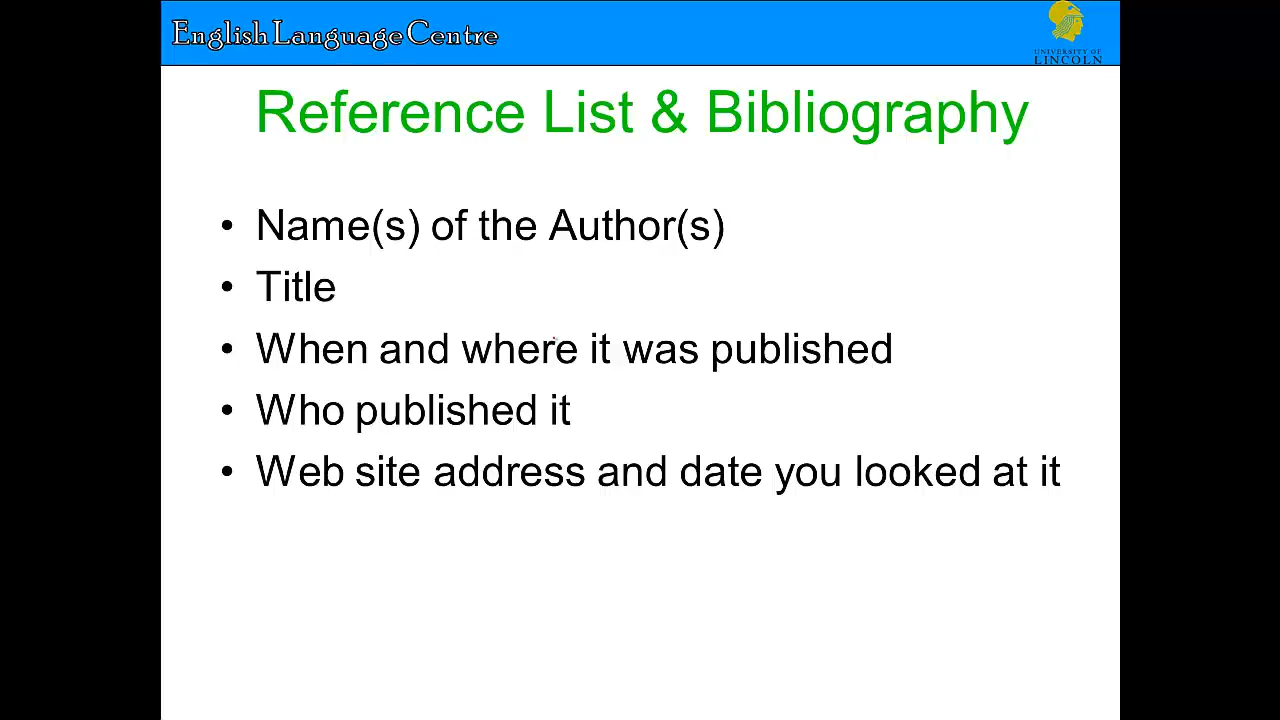 English Language Centre
UNIVERSITY OF
LINCOLN
Reference List & Bibliography
• Name(s) of the Author(s)
• Title
• When and where it was published
• Who published it
• Web site address and date you looked at it